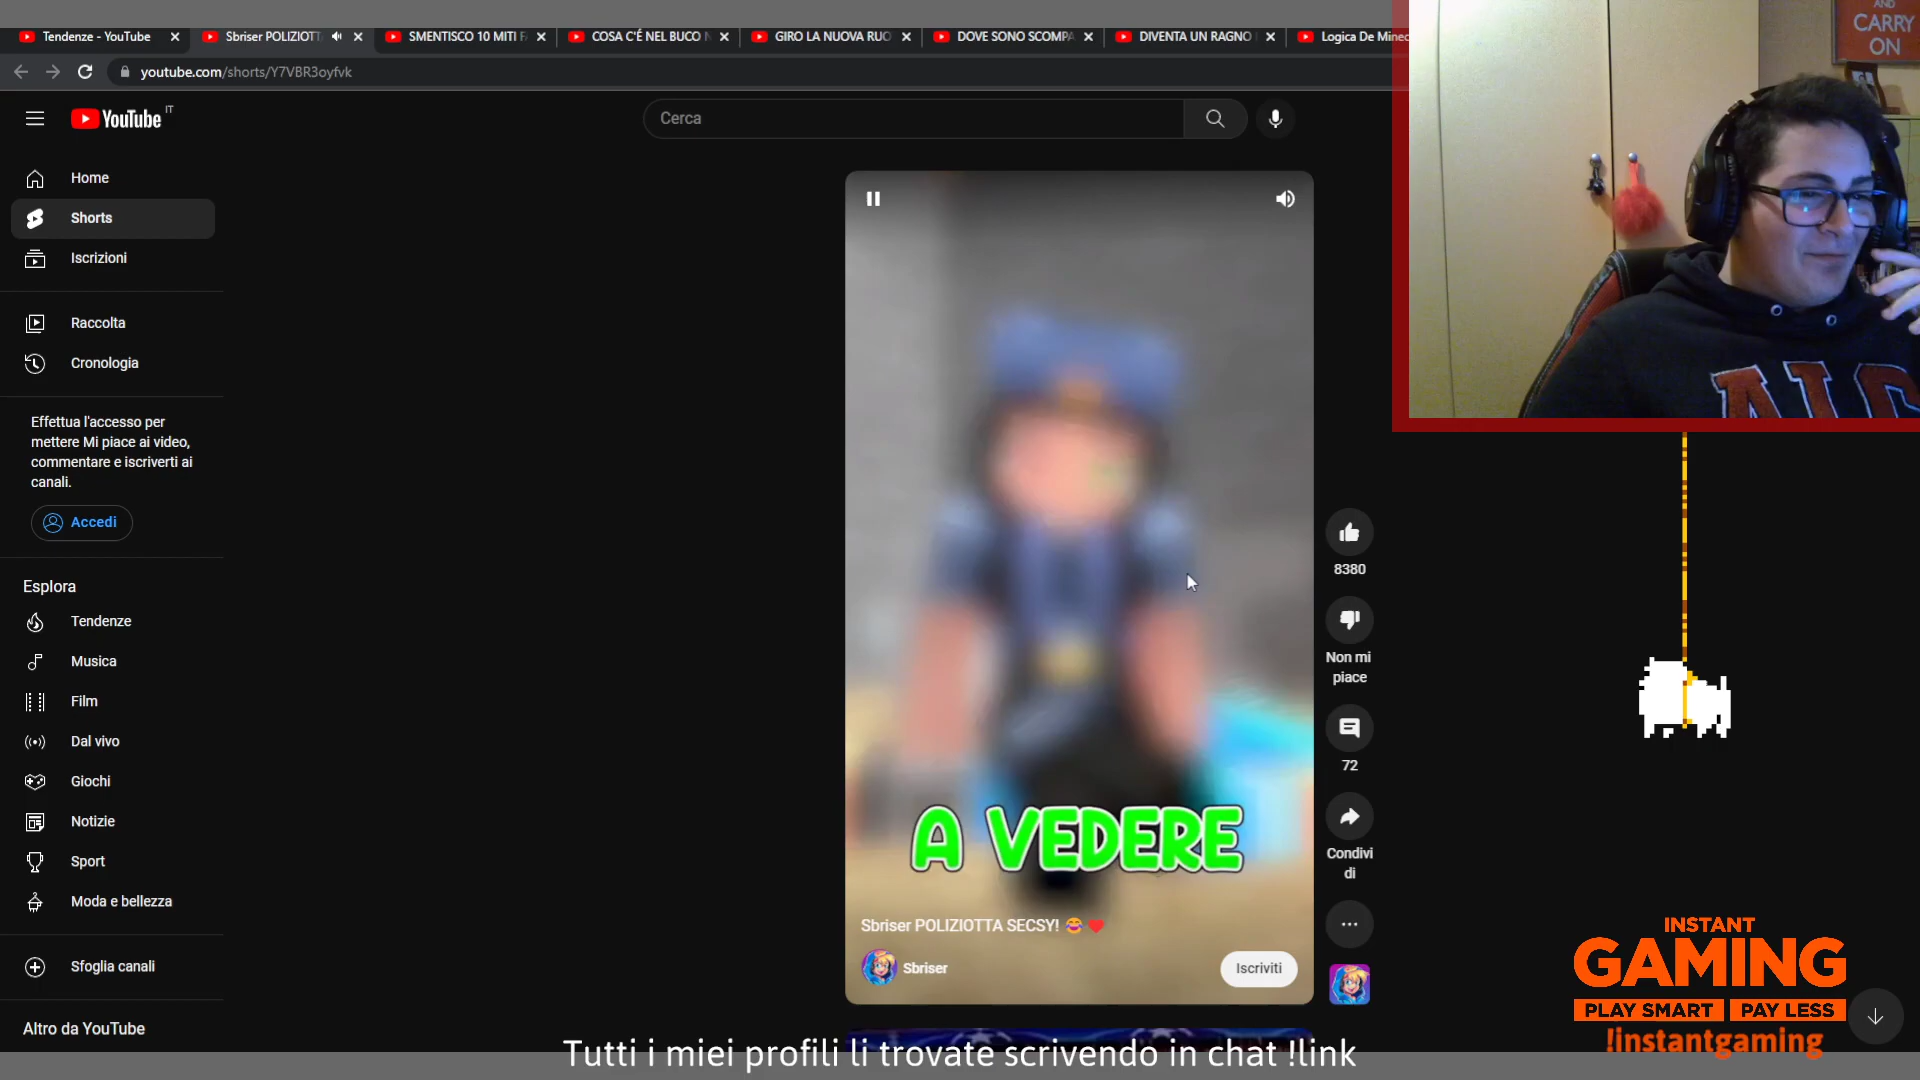 Tendenze - YouTube
Sbriser POLIZIOTT
SMENTISCO 10 MITI F
COSA C'É NEL BUCO N
GIRO LA NUOVA RUO
DOVE SONO SCOMPA
DIVENTA UN RAGNO
Logica De Minec
youtube.com/shorts/Y7VBR3oyfvk
YouTube IT
Cerca
Home
Shorts
Iscrizioni
Raccolta
Cronologia
Effettua l'accesso per
mettere Mi piace ai video,
commentare e iscriverti ai
canali.
Accedi
Esplora
Tendenze
Musica
Film
Dal vivo
Giochi
Notizie
Sport
Moda e bellezza
Sfoglia canali
Altro da YouTube
A VEDERE
Sbriser POLIZIOTTA SECSY! 😂 ♥
Sbriser
Iscriviti
8380
Non mi
piace
72
Condivi
di
AND
CARRY
ON
INSTANT
GAMING
PLAY SMART PAY LESS
!instantgaming
Tutti i miei profili li trovate scrivendo in chat !link